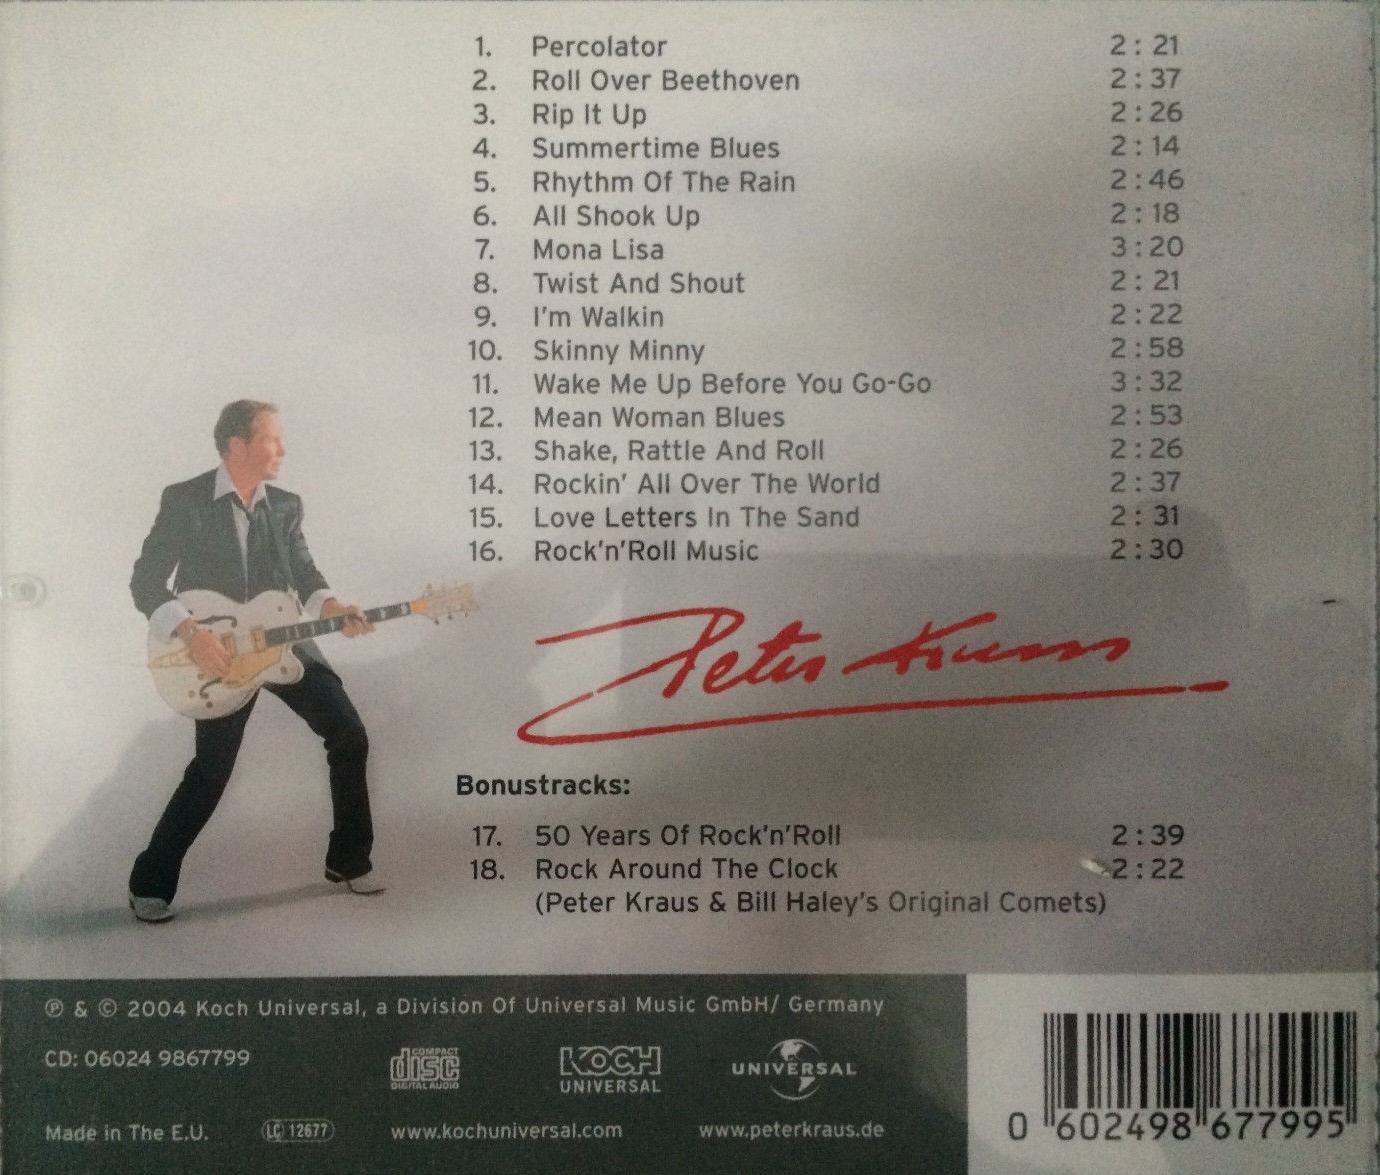 1. Percolator 2:21
2. Roll Over Beethoven 2:37
3. Rip It Up 2:26
4. Summertime Blues 2:14
5. Rhythm Of The Rain 2:46
6. All Shook Up 2:18
7. Mona Lisa 3:20
8. Twist And Shout 2:21
9. I'm Walkin 2:22
10. Skinny Minny 2:58
11. Wake Me Up Before You Go-Go 3:32
12. Mean Woman Blues 2:53
13. Shake, Rattle And Roll 2:26
14. Rockin' All Over The World 2:37
15. Love Letters In The Sand 2:31
16. Rock'n'Roll Music 2:30
Peter Kraus
Bonustracks:
17. 50 Years Of Rock'n'Roll 2:39
18. Rock Around The Clock 2:22
(Peter Kraus & Bill Haley's Original Comets)
℗ & © 2004 Koch Universal, a Division Of Universal Music GmbH/ Germany
CD: 06024 9867799
COMPACT disc DIGITAL AUDIO
KOCH UNIVERSAL
UNIVERSAL
Made in The E.U. LC 12677 www.kochuniversal.com www.peterkraus.de
0 602498 677995